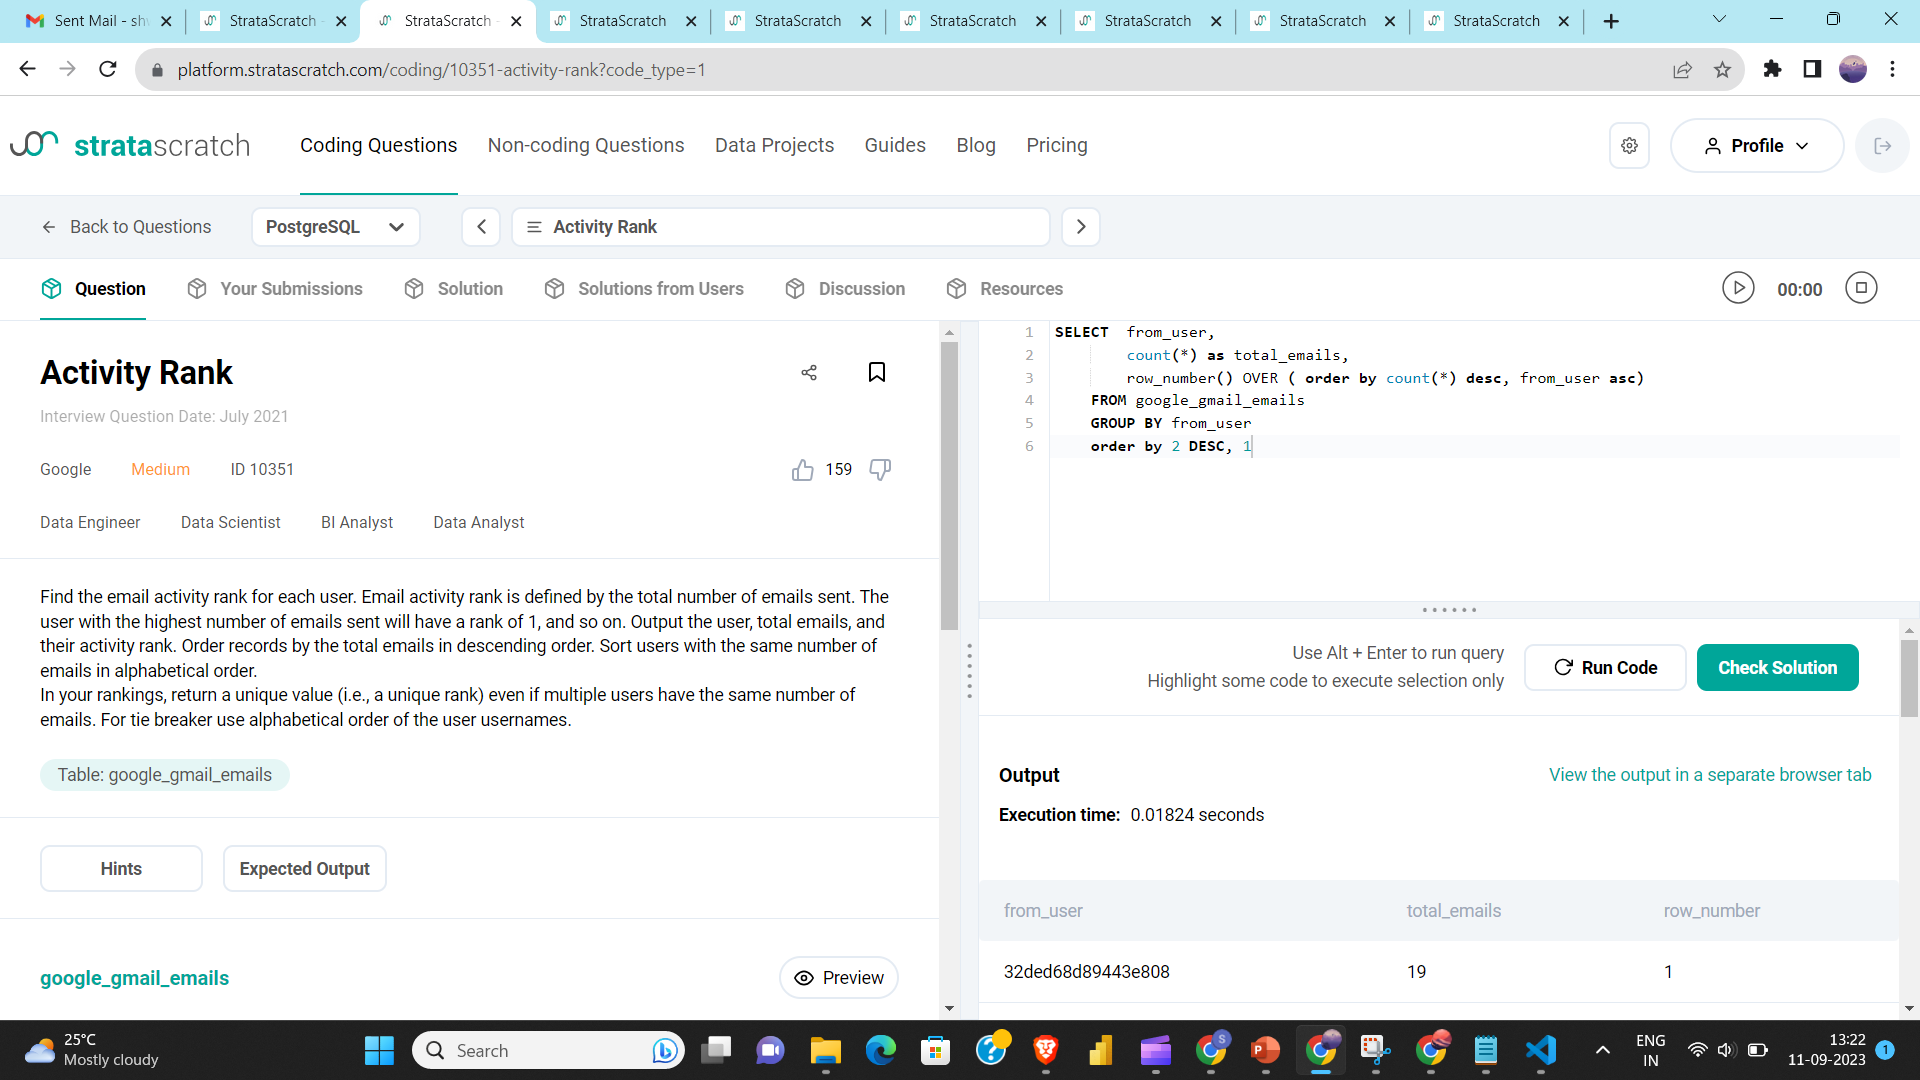 Sent Mail - sh
StrataScratch -
StrataScratch -
StrataScratch
StrataScratch
StrataScratch
StrataScratch
StrataScratch
StrataScratch
platform.stratascratch.com/coding/10351-activity-rank?code_type=1
stratascratch
Coding Questions
Non-coding Questions
Data Projects
Guides
Blog
Pricing
Profile
Back to Questions
PostgreSQL
Activity Rank
Question
Your Submissions
Solution
Solutions from Users
Discussion
Resources
00:00
Activity Rank
Interview Question Date: July 2021
Google
Medium
ID 10351
159
Data Engineer
Data Scientist
BI Analyst
Data Analyst
Find the email activity rank for each user. Email activity rank is defined by the total number of emails sent. The
user with the highest number of emails sent will have a rank of 1, and so on. Output the user, total emails, and
their activity rank. Order records by the total emails in descending order. Sort users with the same number of
emails in alphabetical order.
In your rankings, return a unique value (i.e., a unique rank) even if multiple users have the same number of
emails. For tie breaker use alphabetical order of the user usernames.
Table: google_gmail_emails
Hints
Expected Output
google_gmail_emails
Preview
1 SELECT from_user,
2 count(*) as total_emails,
3 row_number() OVER ( order by count(*) desc, from_user asc)
4 FROM google_gmail_emails
5 GROUP BY from_user
6 order by 2 DESC, 1
Use Alt + Enter to run query
Highlight some code to execute selection only
Run Code
Check Solution
Output
View the output in a separate browser tab
Execution time: 0.01824 seconds
from_user total_emails row_number
32ded68d89443e808 19 1
25°C
Mostly cloudy
Search
S
P
ENG
IN
13:22
11-09-2023
1